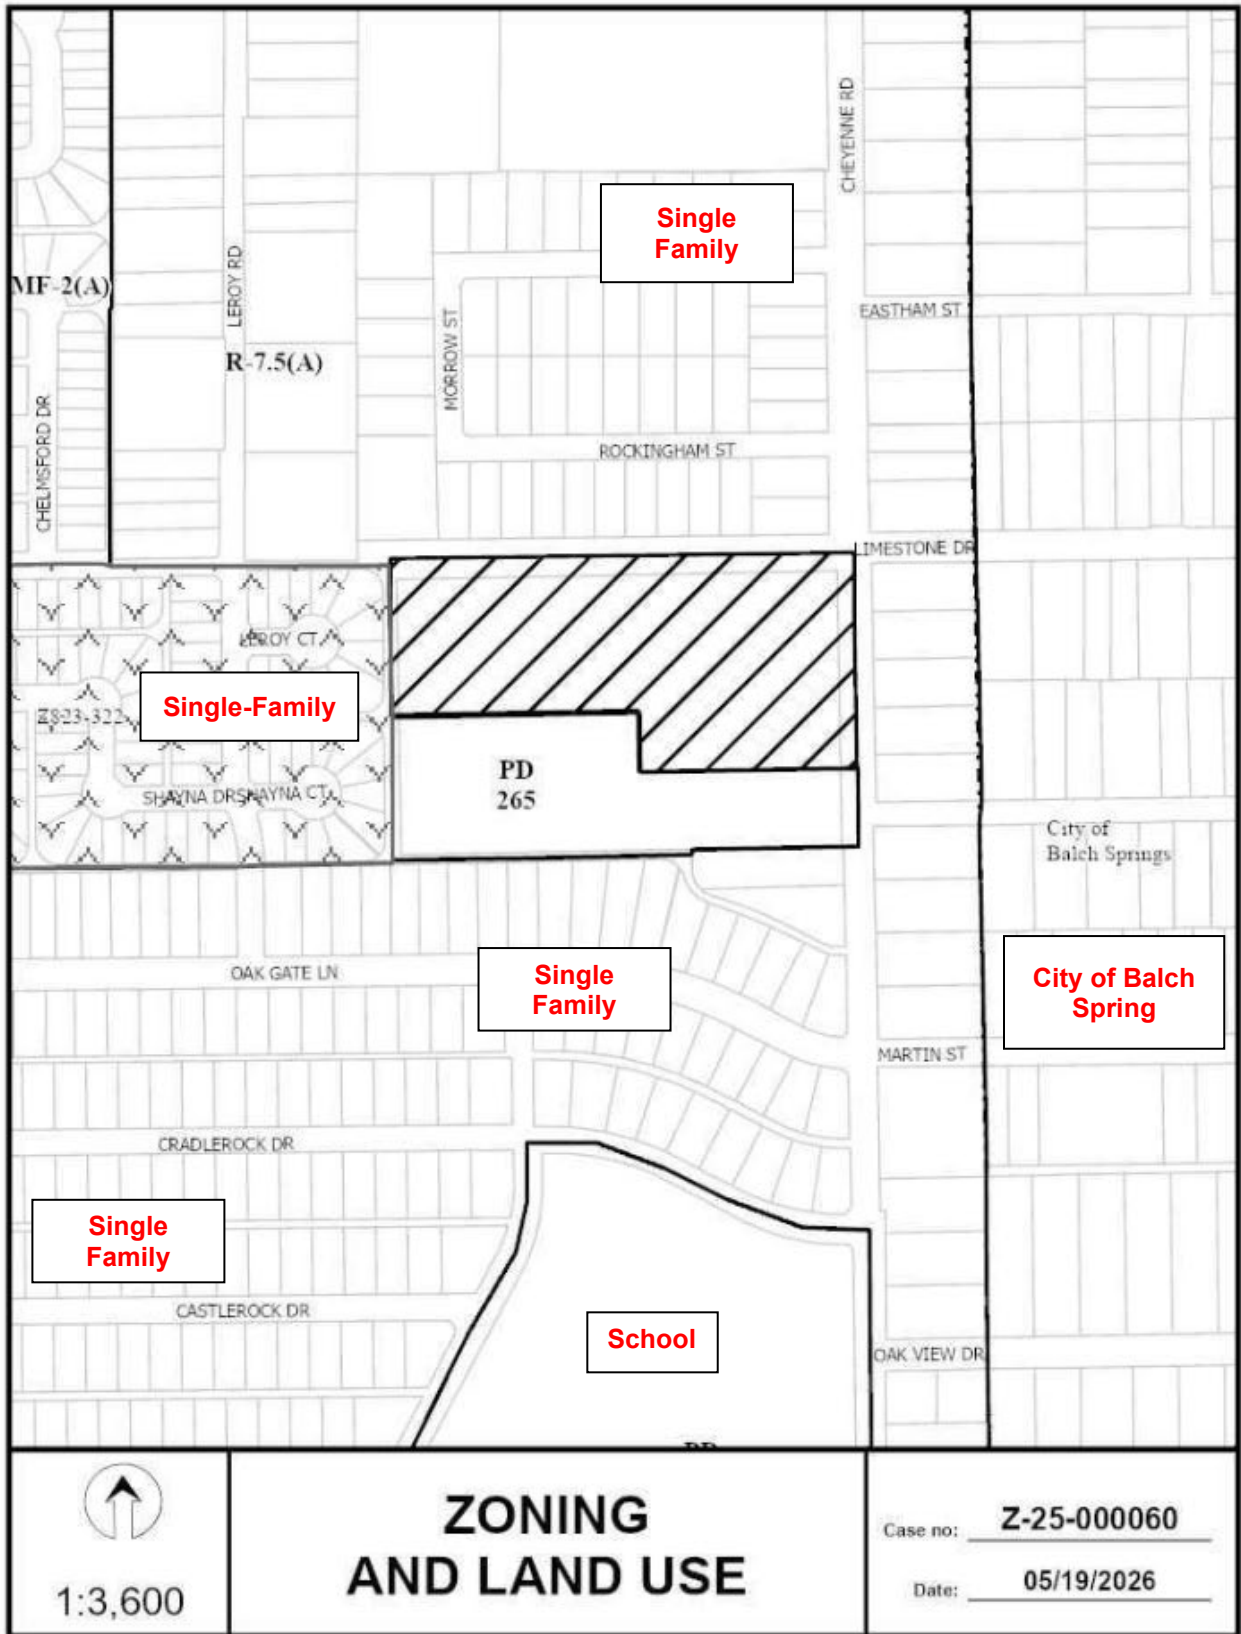 CHEYENNE RD
Single
Family
LEROY RD
MF-2(A)
EASTHAM ST
MORROW ST
R-7.5(A)
CHELMSFORD DR
ROCKINGHAM ST
LIMESTONE DR
LEROY CT
Single-Family
Z823-322
PD
265
SHAYNA DR
SHAYNA CT
City of
Balch Springs
Single
Family
OAK GATE LN
City of Balch
Spring
MARTIN ST
CRADLEROCK DR
Single
Family
CASTLEROCK DR
School
OAK VIEW DR
1:3,600
ZONING
AND LAND USE
Case no: Z-25-000060
Date: 05/19/2026